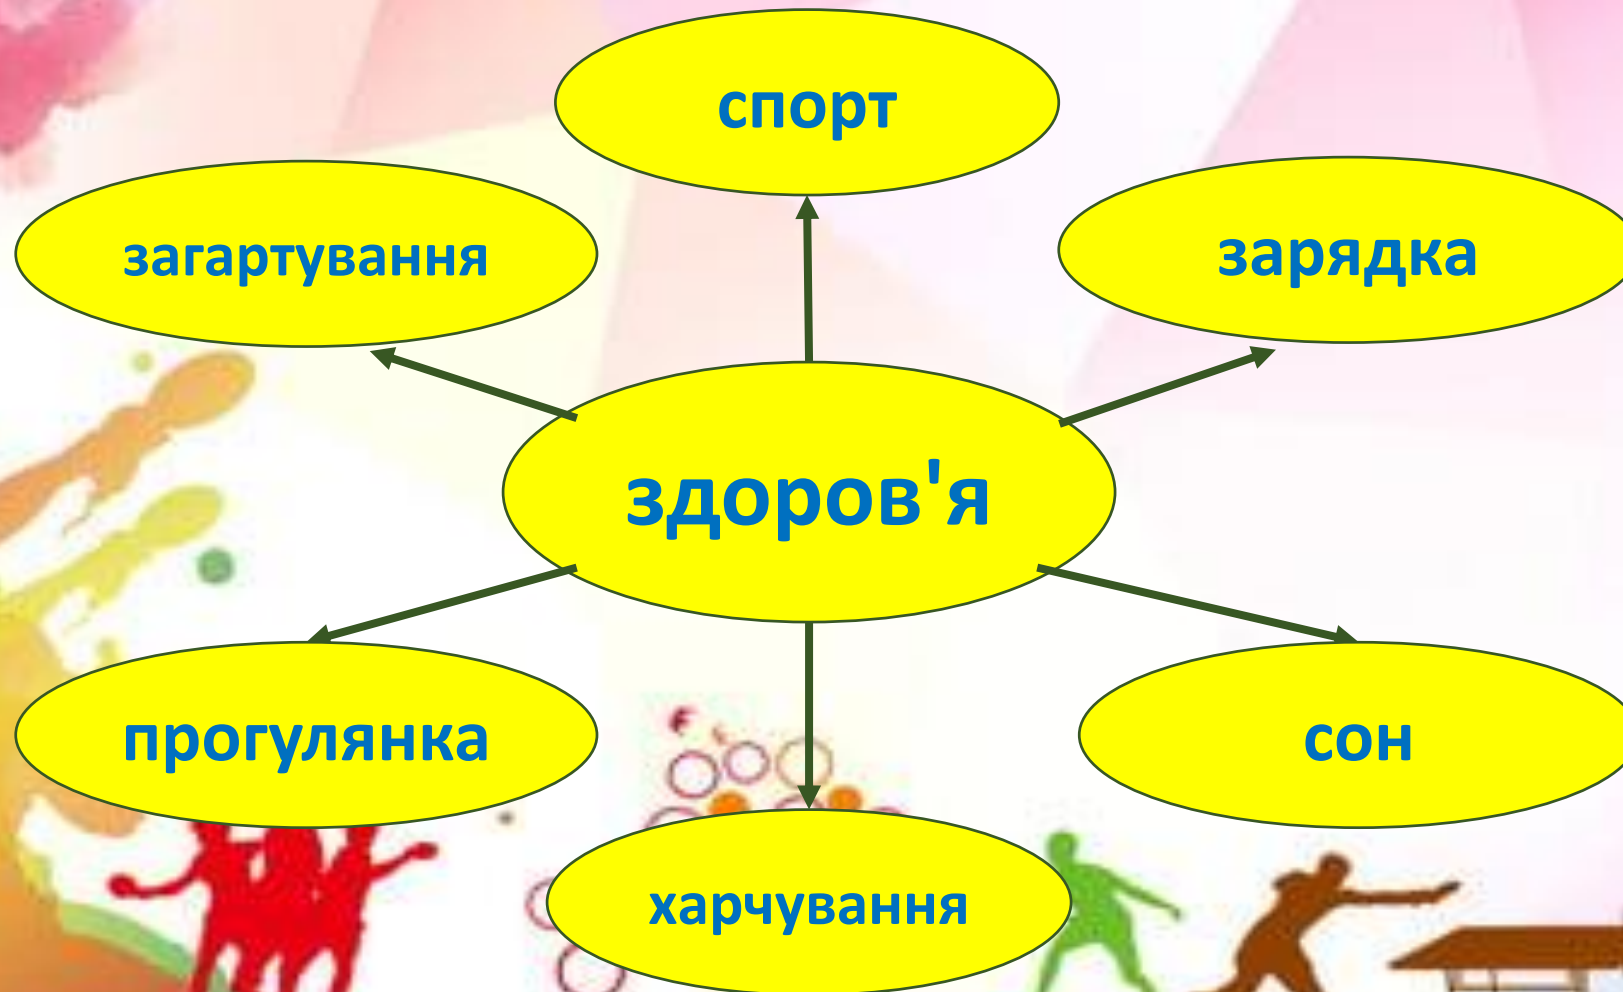 спорт
загартування
зарядка
здоров'я
прогулянка
сон
харчування